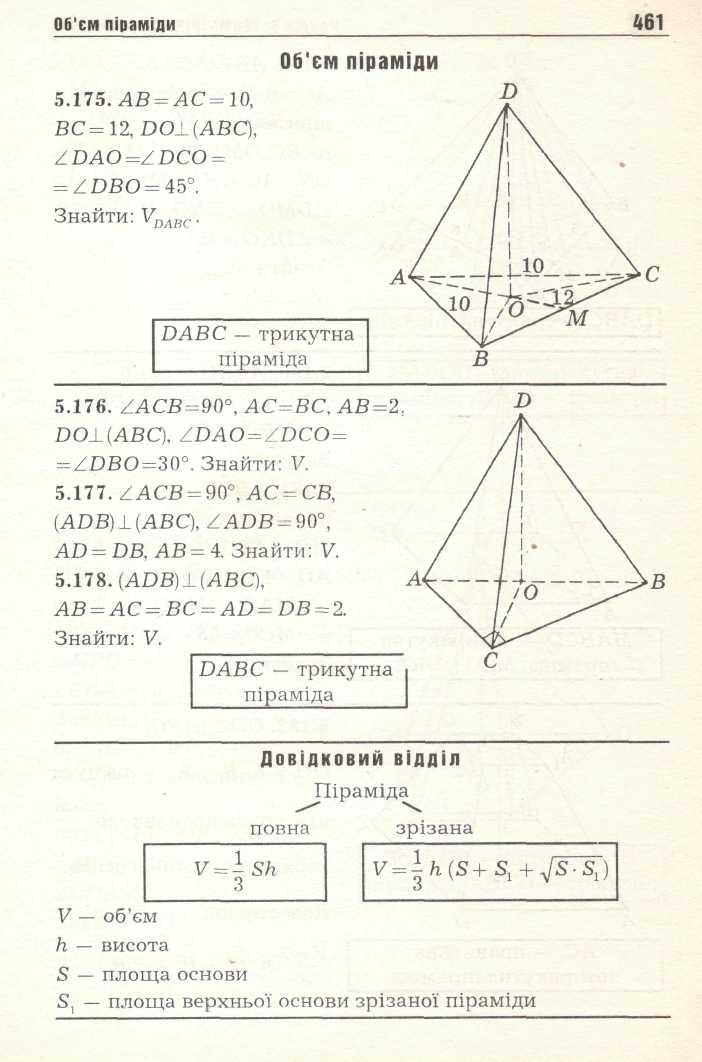 Об'єм піраміди 461
Об'єм піраміди
5.175. AB = AC = 10,
BC = 12, DO⊥(ABC),
∠DAO = ∠DCO =
= ∠DBO = 45°.
Знайти: V_DABC.
D
A
10
C
10
O
12
M
B
DABC — трикутна
піраміда
5.176. ∠ACB=90°, AC=BC, AB=2,
DO⊥(ABC), ∠DAO=∠DCO=
=∠DBO=30°. Знайти: V.
5.177. ∠ACB = 90°, AC = CB,
(ADB)⊥(ABC), ∠ADB = 90°,
AD = DB, AB = 4. Знайти: V.
5.178. (ADB)⊥(ABC),
AB = AC = BC = AD = DB = 2.
Знайти: V.
D
A
O
B
C
DABC — трикутна
піраміда
Довідковий відділ
Піраміда
повна зрізана
V = 1/3 Sh
V = 1/3 h (S + S₁ + √(S · S₁))
V — об'єм
h — висота
S — площа основи
S₁ — площа верхньої основи зрізаної піраміди